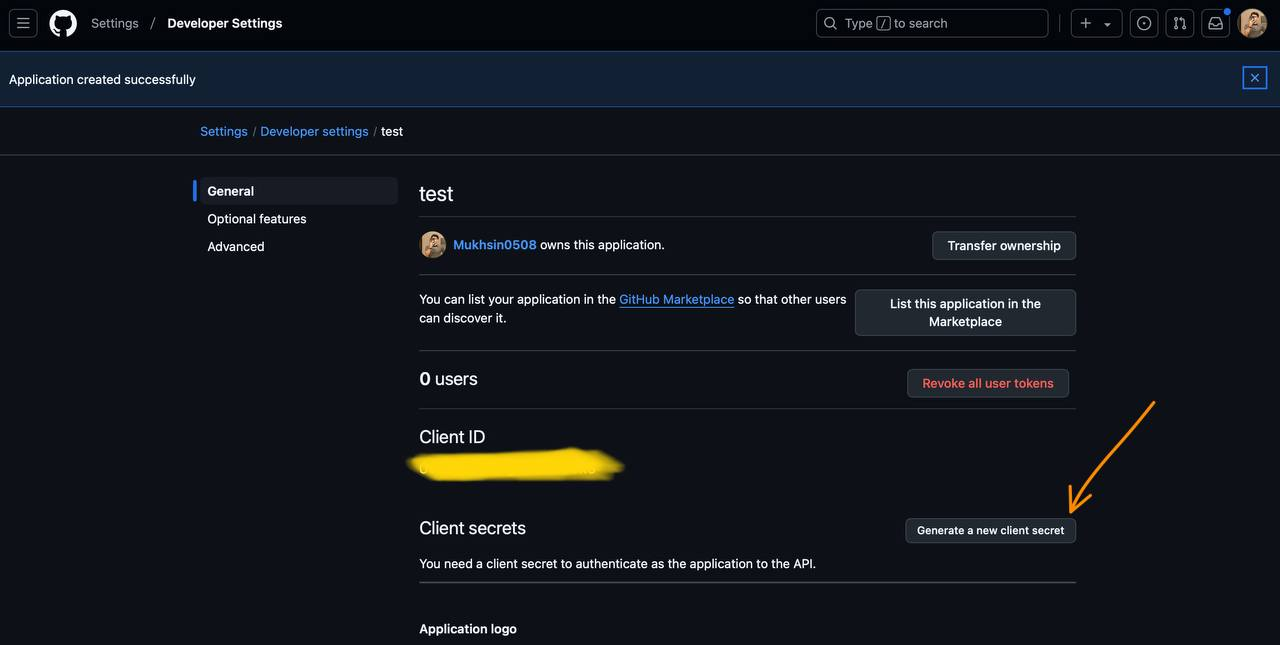 Settings / Developer Settings
Type / to search
Application created successfully
Settings / Developer settings / test
General
Optional features
Advanced
test
Mukhsin0508 owns this application.
Transfer ownership
You can list your application in the GitHub Marketplace so that other users
can discover it.
List this application in the
Marketplace
0 users
Revoke all user tokens
Client ID
Client secrets
Generate a new client secret
You need a client secret to authenticate as the application to the API.
Application logo